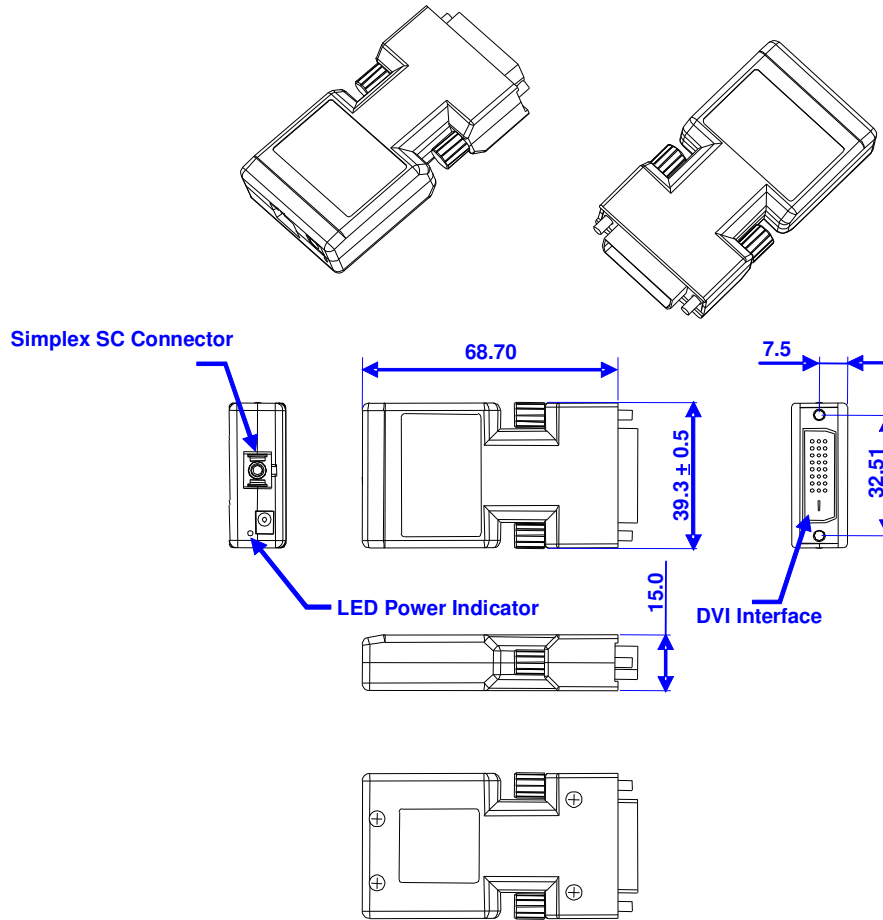 Simplex SC Connector
68.70
7.5
39.3 ± 0.5
32.51
15.0
LED Power Indicator
DVI Interface